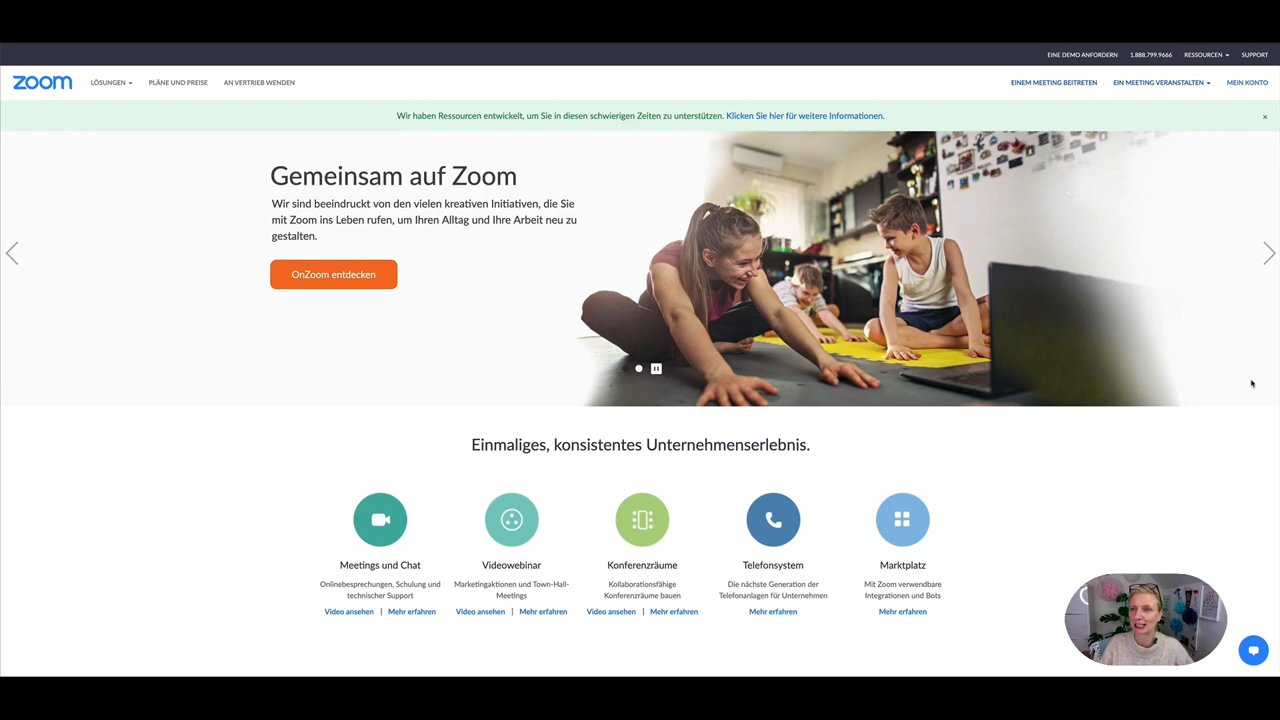 EINE DEMO ANFORDERN 1.888.799.9666 RESSOURCEN SUPPORT
zoom LÖSUNGEN PLÄNE UND PREISE AN VERTRIEB WENDEN EINEM MEETING BEITRETEN EIN MEETING VERANSTALTEN MEIN KONTO
Wir haben Ressourcen entwickelt, um Sie in diesen schwierigen Zeiten zu unterstützen. Klicken Sie hier für weitere Informationen. ×
Gemeinsam auf Zoom
Wir sind beeindruckt von den vielen kreativen Initiativen, die Sie
mit Zoom ins Leben rufen, um Ihren Alltag und Ihre Arbeit neu zu
gestalten.
OnZoom entdecken
Einmaliges, konsistentes Unternehmenserlebnis.
Meetings und Chat
Onlinebesprechungen, Schulung und
technischer Support
Video ansehen | Mehr erfahren
Videowebinar
Marketingaktionen und Town-Hall-
Meetings
Video ansehen | Mehr erfahren
Konferenzräume
Kollaborationsfähige
Konferenzräume bauen
Video ansehen | Mehr erfahren
Telefonsystem
Die nächste Generation der
Telefonanlagen für Unternehmen
Mehr erfahren
Marktplatz
Mit Zoom verwendbare
Integrationen und Bots
Mehr erfahren